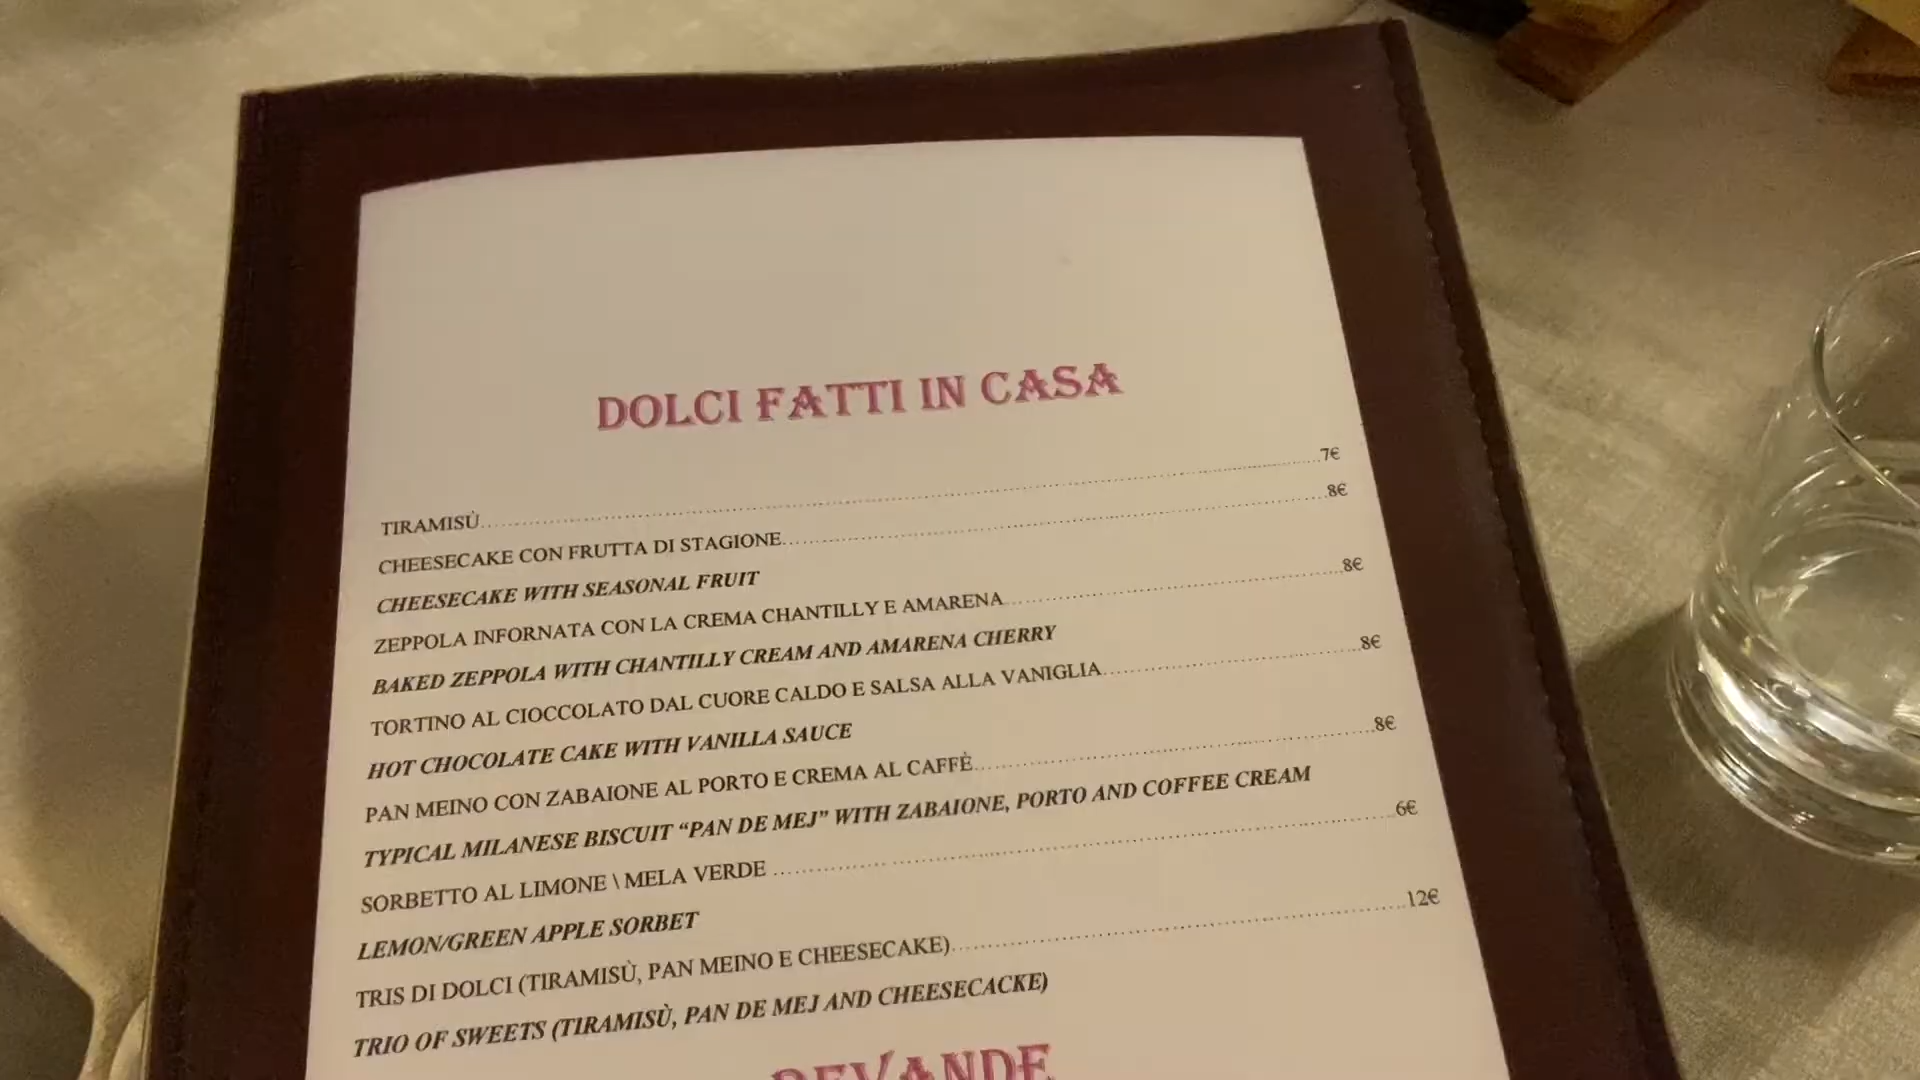 DOLCI FATTI IN CASA
TIRAMISÙ.....7€
CHEESECAKE CON FRUTTA DI STAGIONE.....8€
CHEESECAKE WITH SEASONAL FRUIT
ZEPPOLA INFORNATA CON LA CREMA CHANTILLY E AMARENA.....8€
BAKED ZEPPOLA WITH CHANTILLY CREAM AND AMARENA CHERRY
TORTINO AL CIOCCOLATO DAL CUORE CALDO E SALSA ALLA VANIGLIA.....8€
HOT CHOCOLATE CAKE WITH VANILLA SAUCE
PAN MEINO CON ZABAIONE AL PORTO E CREMA AL CAFFÈ.....8€
TYPICAL MILANESE BISCUIT “PAN DE MEJ” WITH ZABAIONE, PORTO AND COFFEE CREAM
SORBETTO AL LIMONE \ MELA VERDE .....6€
LEMON/GREEN APPLE SORBET
TRIS DI DOLCI (TIRAMISÙ, PAN MEINO E CHEESECAKE).....12€
TRIO OF SWEETS (TIRAMISÙ, PAN DE MEJ AND CHEESECACKE)
BEVANDE